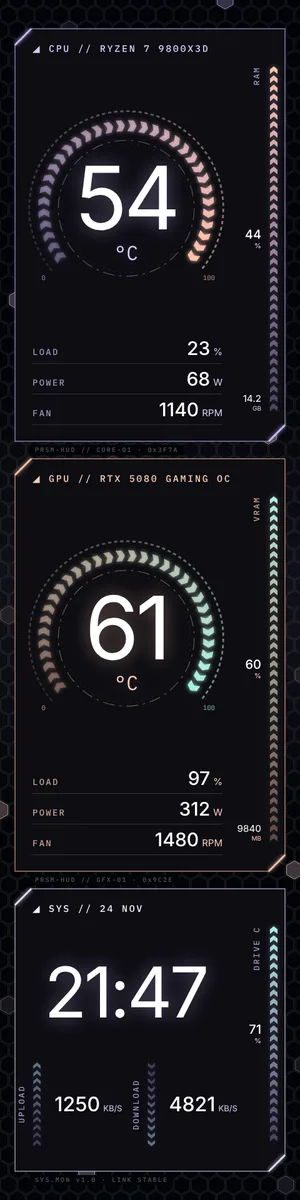 CPU // RYZEN 7 9800X3D
RAM
54
°C
0
100
44
%
LOAD
23 %
POWER
68 W
14.2
GB
FAN
1140 RPM
PRSM-HUD // CORE-01 · 0x3F7A
GPU // RTX 5080 GAMING OC
VRAM
61
°C
0
100
60
%
LOAD
97 %
POWER
312 W
9840
MB
FAN
1480 RPM
PRSM-HUD // GFX-01 · 0x9C2E
SYS // 24 NOV
DRIVE C
21:47
71
%
UPLOAD
1250 KB/S
DOWNLOAD
4821 KB/S
SYS.MON v1.0 · LINK STABLE